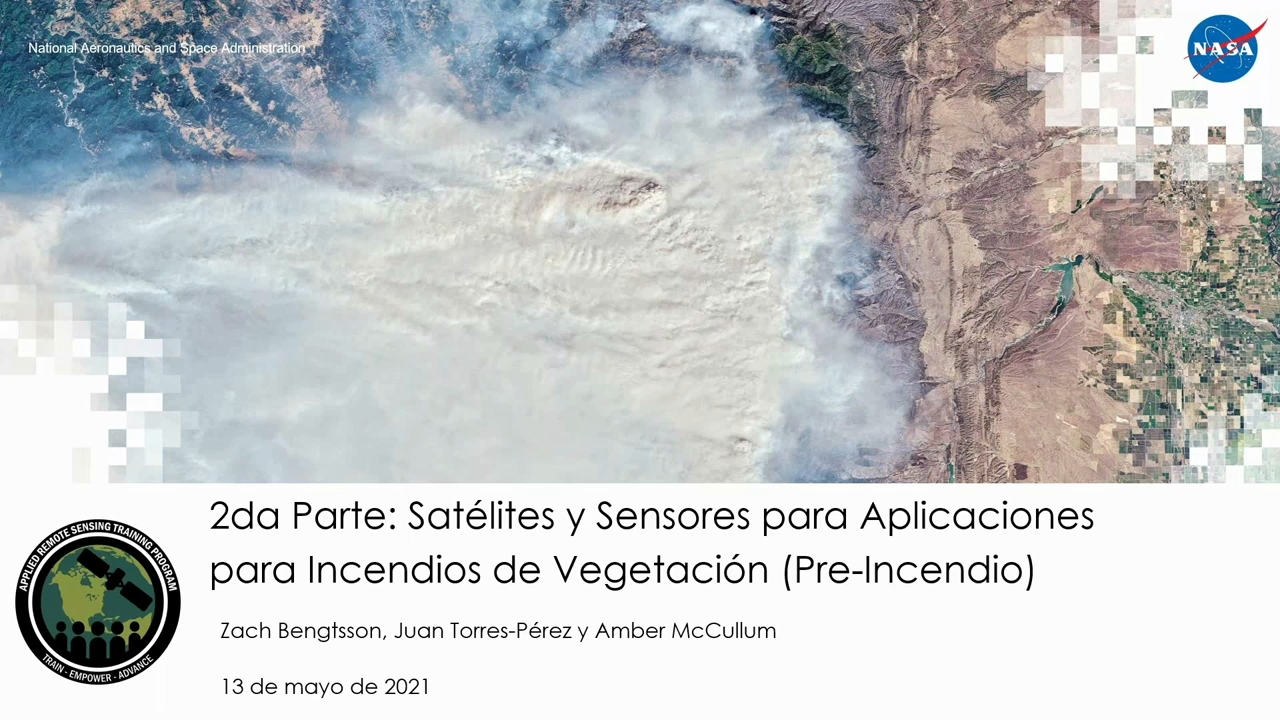 National Aeronautics and Space Administration
NASA
2da Parte: Satélites y Sensores para Aplicaciones
para Incendios de Vegetación (Pre-Incendio)
APPLIED REMOTE SENSING TRAINING PROGRAM
TRAIN - EMPOWER - ADVANCE
Zach Bengtsson, Juan Torres-Pérez y Amber McCullum
13 de mayo de 2021